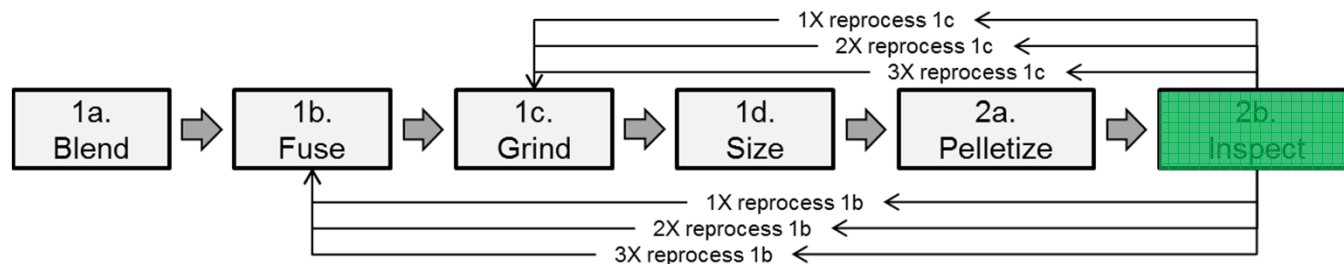 1X reprocess 1c
2X reprocess 1c
3X reprocess 1c
1a.
Blend
1b.
Fuse
1c.
Grind
1d.
Size
2a.
Pelletize
2b.
Inspect
1X reprocess 1b
2X reprocess 1b
3X reprocess 1b